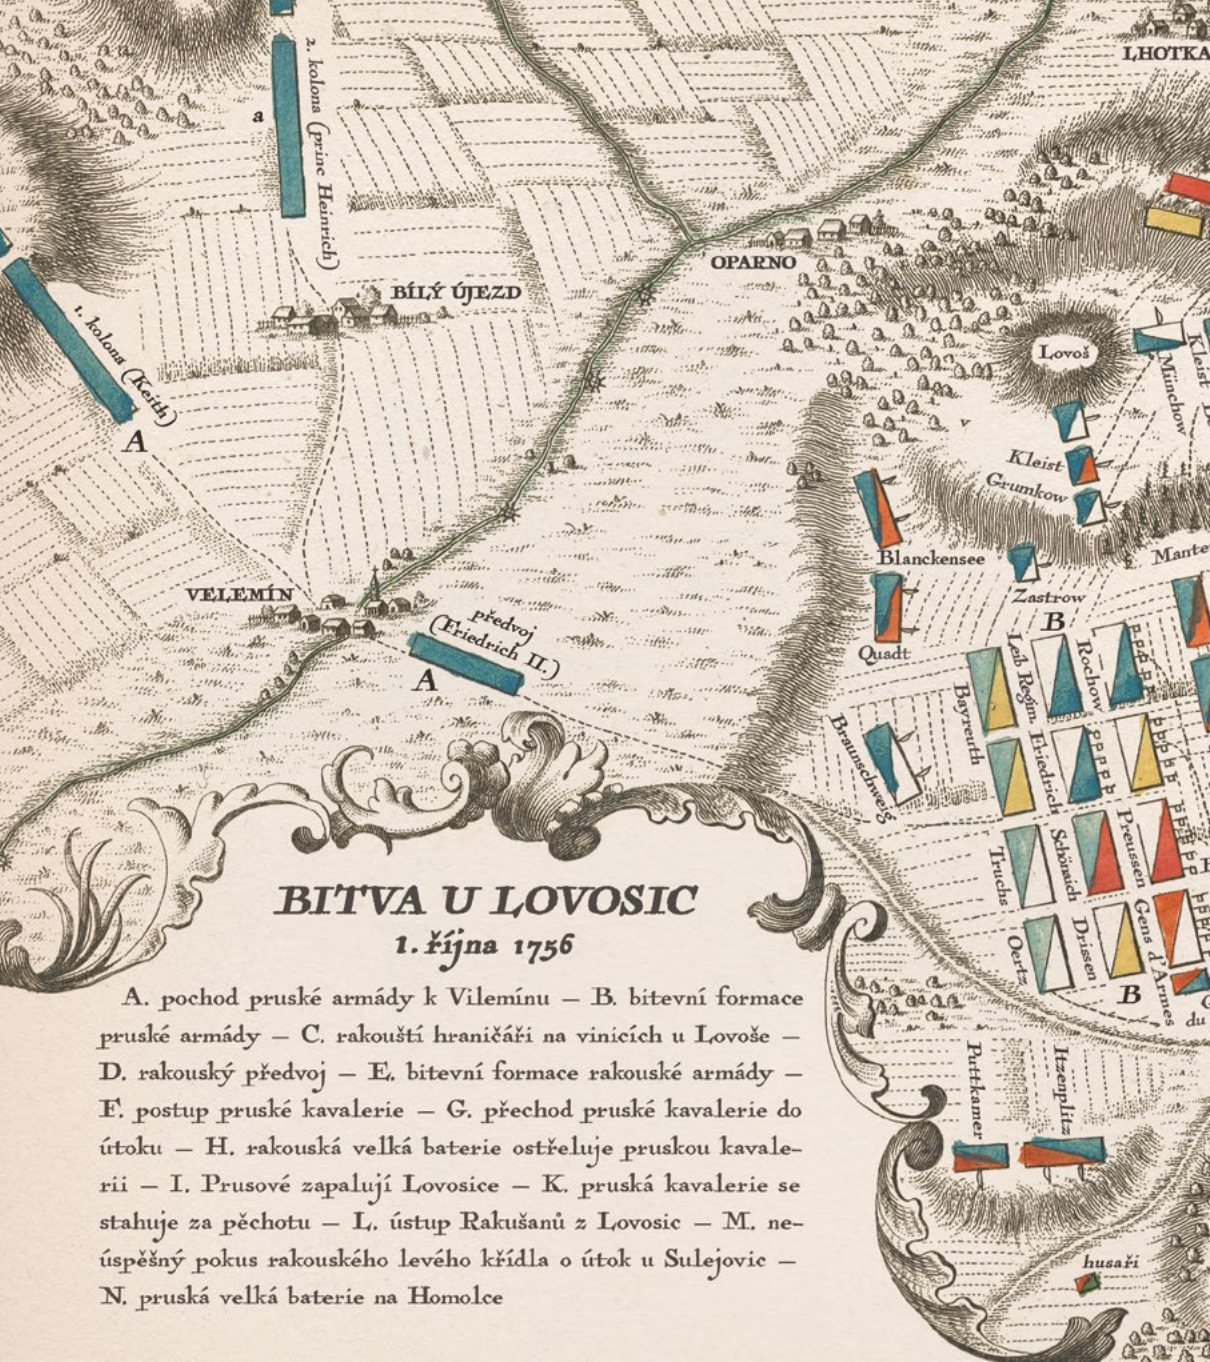 LHOTKA
2. kolona (princ Heinrich)
a
OPARNO
BÍLÝ ÚJEZD
1. kolona (Keith)
A
Lovoš
Kleist
Münchow
v
Kleist
Grumkow
Blanckensee
Mante
Zastrow
VELEMÍN
předvoj
(Friedrich II.)
A
Quadt
B
Leib Regim.
Rochow
Bayreuth
Braunschweig
Friedrich
Truchs
Schönaich
Preussen
Oertz
Drissen
Gens d'Armes
B
du
Puttkamer
Itzenplitz
husaři
BITVA U LOVOSIC
1. října 1756
A. pochod pruské armády k Vilemínu – B. bitevní formace
pruské armády – C. rakouští hraničáři na vinicích u Lovoše –
D. rakouský předvoj – E. bitevní formace rakouské armády –
F. postup pruské kavalerie – G. přechod pruské kavalerie do
útoku – H. rakouská velká baterie ostřeluje pruskou kavale-
rii – I. Prusové zapalují Lovosice – K. pruská kavalerie se
stahuje za pěchotu – L. ústup Rakušanů z Lovosic – M. ne-
úspěšný pokus rakouského levého křídla o útok u Sulejovic –
N. pruská velká baterie na Homolce